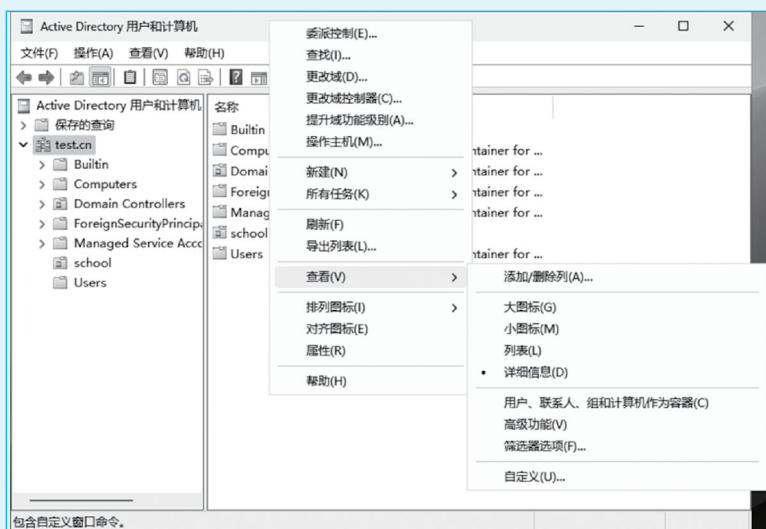 Active Directory 用户和计算机
文件(F) 操作(A) 查看(V) 帮助(H)
Active Directory 用户和计算机
保存的查询
test.cn
Builtin
Computers
Domain Controllers
ForeignSecurityPrincip
Managed Service Acc
school
Users
名称
Builtin
Compu
Domai
Foreig
Manag
school
Users
ntainer for ...
ntainer for ...
ntainer for ...
ntainer for ...
ntainer for ...
委派控制(E)...
查找(I)...
更改域(D)...
更改域控制器(C)...
提升域功能级别(A)...
操作主机(M)...
新建(N)
所有任务(K)
刷新(F)
导出列表(L)...
查看(V)
排列图标(I)
对齐图标(E)
属性(R)
帮助(H)
添加/删除列(A)...
大图标(G)
小图标(M)
列表(L)
详细信息(D)
用户、联系人、组和计算机作为容器(C)
高级功能(V)
筛选器选项(F)...
自定义(U)...
包含自定义窗口命令。